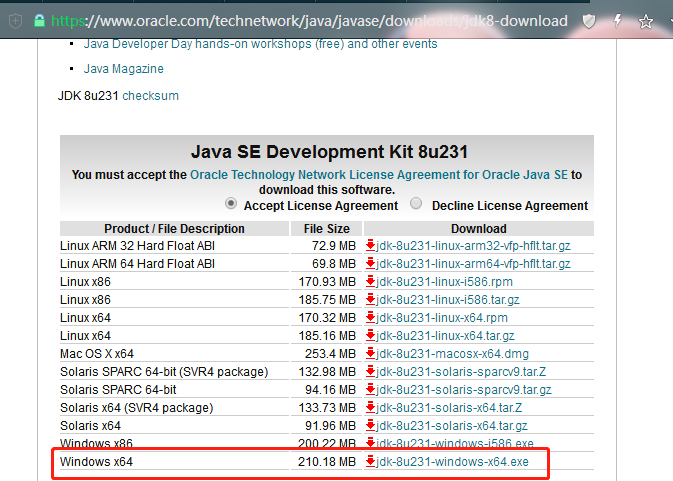 https://www.oracle.com/technetwork/java/javase/downloads/jdk8-download
Java Developer Day hands-on workshops (free) and other events
Java Magazine
JDK 8u231 checksum
Java SE Development Kit 8u231
You must accept the Oracle Technology Network License Agreement for Oracle Java SE to
download this software.
Accept License Agreement Decline License Agreement
Product / File Description File Size Download
Linux ARM 32 Hard Float ABI 72.9 MB jdk-8u231-linux-arm32-vfp-hflt.tar.gz
Linux ARM 64 Hard Float ABI 69.8 MB jdk-8u231-linux-arm64-vfp-hflt.tar.gz
Linux x86 170.93 MB jdk-8u231-linux-i586.rpm
Linux x86 185.75 MB jdk-8u231-linux-i586.tar.gz
Linux x64 170.32 MB jdk-8u231-linux-x64.rpm
Linux x64 185.16 MB jdk-8u231-linux-x64.tar.gz
Mac OS X x64 253.4 MB jdk-8u231-macosx-x64.dmg
Solaris SPARC 64-bit (SVR4 package) 132.98 MB jdk-8u231-solaris-sparcv9.tar.Z
Solaris SPARC 64-bit 94.16 MB jdk-8u231-solaris-sparcv9.tar.gz
Solaris x64 (SVR4 package) 133.73 MB jdk-8u231-solaris-x64.tar.Z
Solaris x64 91.96 MB jdk-8u231-solaris-x64.tar.gz
Windows x86 200.22 MB jdk-8u231-windows-i586.exe
Windows x64 210.18 MB jdk-8u231-windows-x64.exe